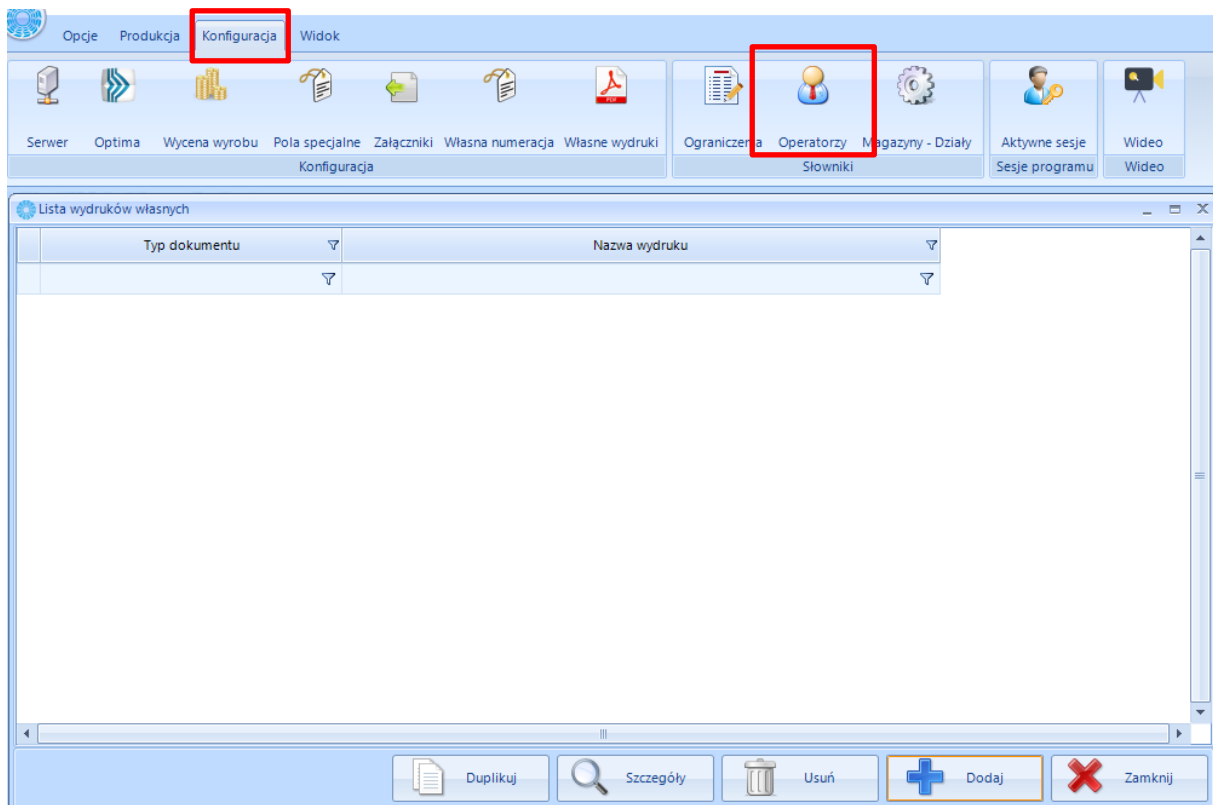 Opcje Produkcja Konfiguracja Widok
Serwer Optima Wycena wyrobu Pola specjalne Załączniki Własna numeracja Własne wydruki Ograniczenia Operatorzy Magazyny - Działy Aktywne sesje Wideo
Konfiguracja Słowniki Sesje programu Wideo
Lista wydruków własnych
Typ dokumentu Nazwa wydruku
Duplikuj Szczegóły Usuń Dodaj Zamknij